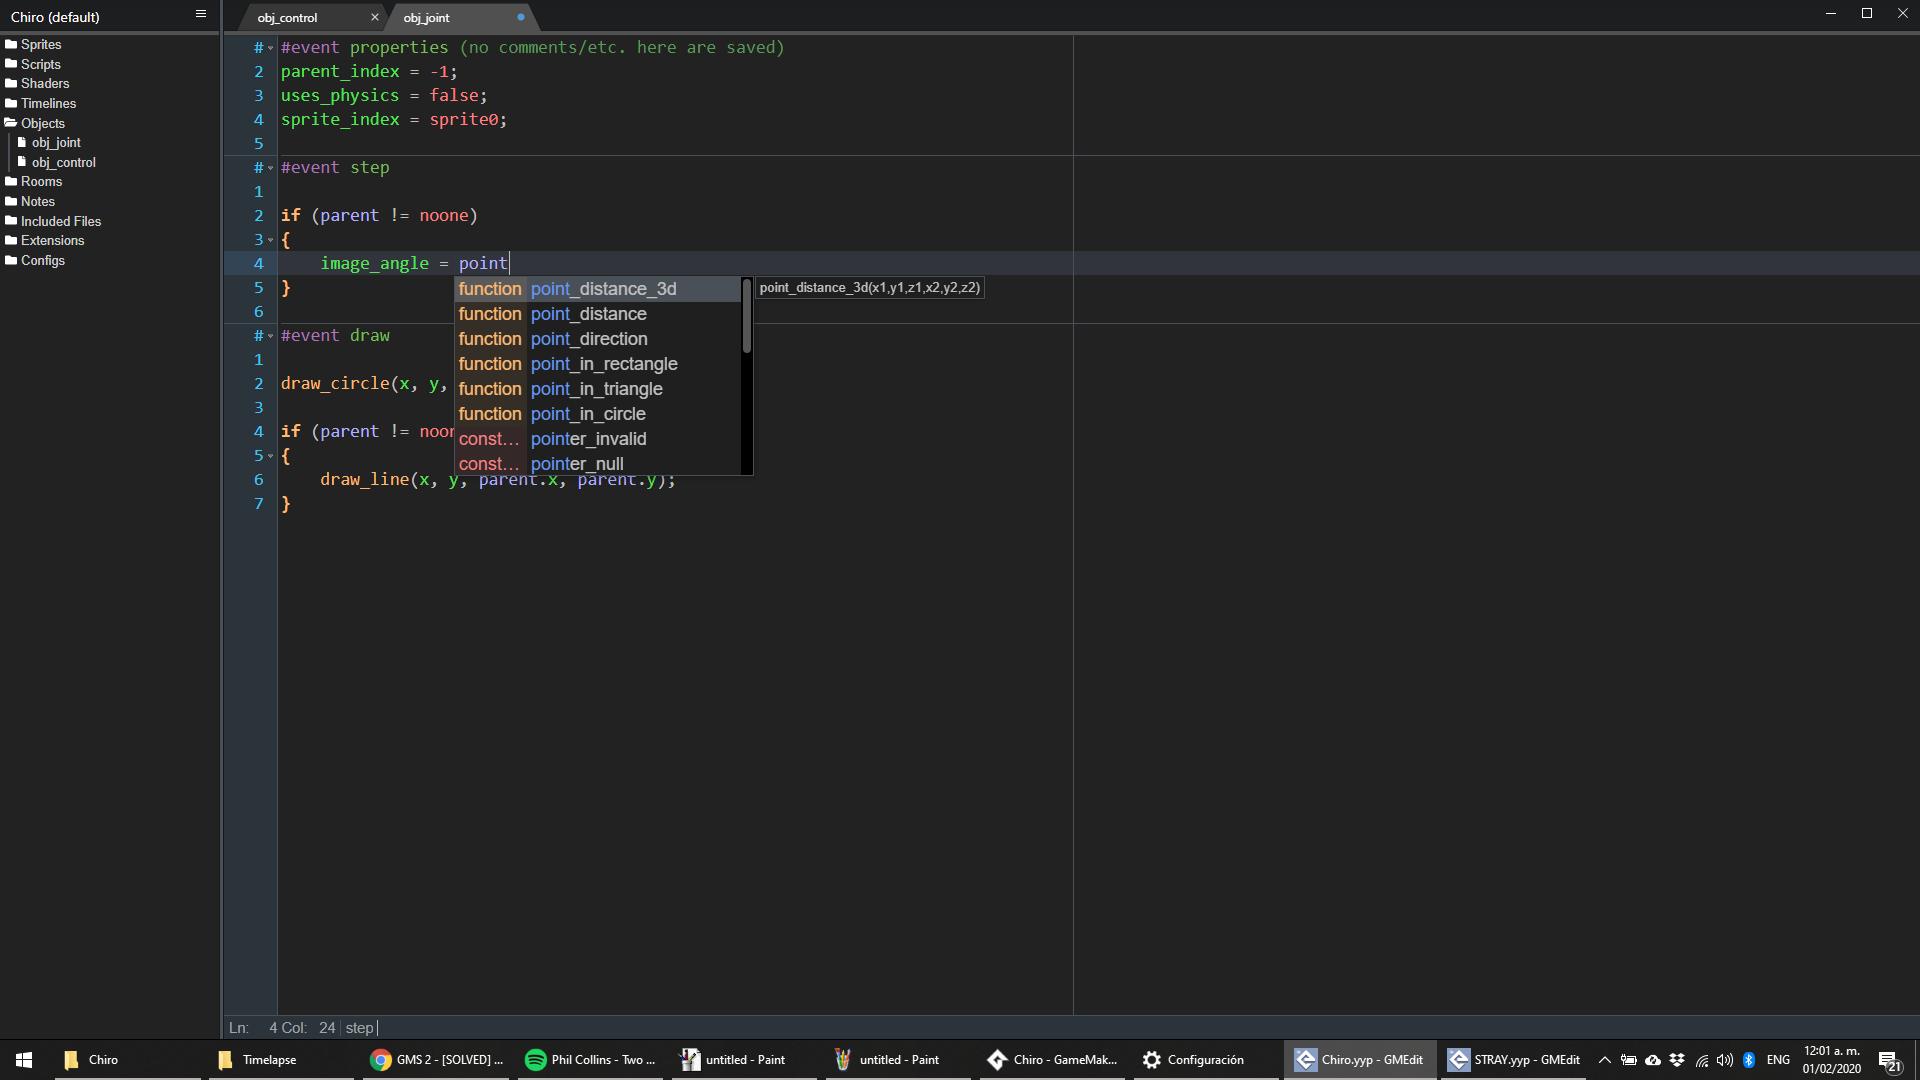 Chiro (default)
Sprites
Scripts
Shaders
Timelines
Objects
obj_joint
obj_control
Rooms
Notes
Included Files
Extensions
Configs
obj_control ×
obj_joint
# #event properties (no comments/etc. here are saved)
2 parent_index = -1;
3 uses_physics = false;
4 sprite_index = sprite0;
5
# #event step
1
2 if (parent != noone)
3 {
4 image_angle = point
5 }
6
function point_distance_3d
point_distance_3d(x1,y1,z1,x2,y2,z2)
function point_distance
function point_direction
function point_in_rectangle
function point_in_triangle
function point_in_circle
const... pointer_invalid
const... pointer_null
# #event draw
1
2 draw_circle(x, y,
3
4 if (parent != noon
5 {
6 draw_line(x, y, parent.x, parent.y);
7 }
Ln: 4 Col: 24 step
Chiro
Timelapse
GMS 2 - [SOLVED] ...
Phil Collins - Two ...
untitled - Paint
untitled - Paint
Chiro - GameMak...
Configuración
Chiro.yyp - GMEdit
STRAY.yyp - GMEdit
ENG
12:01 a. m.
01/02/2020
21